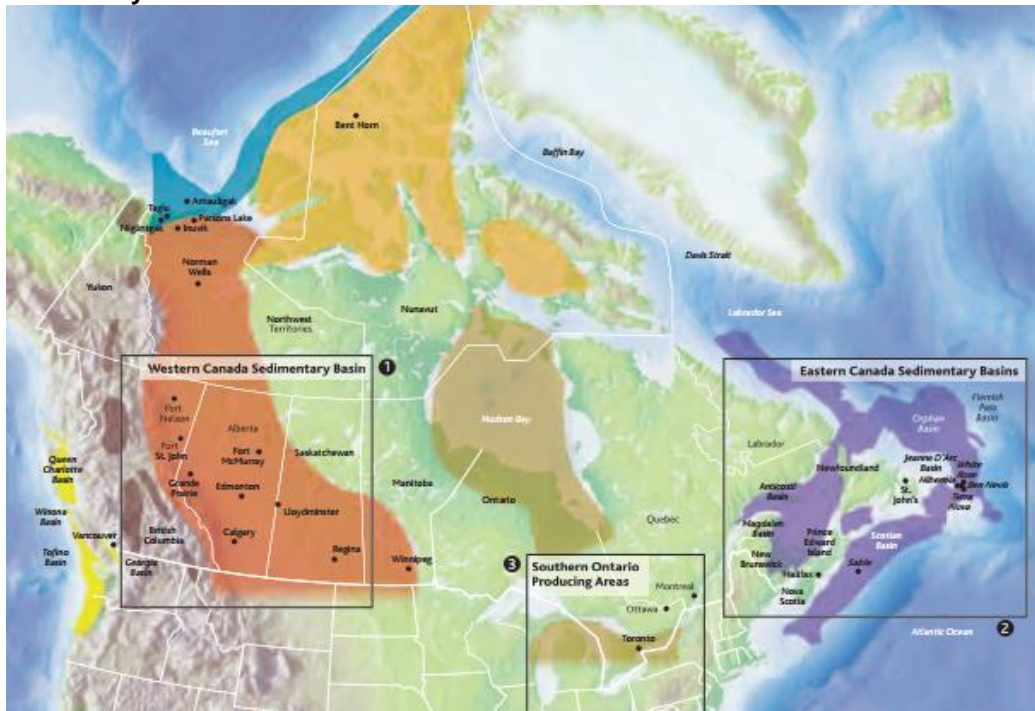 Bent Horn
Beaufort
Sea
Baffin Bay
Amauligak
Taglu
Parsons Lake
Niglintgak
Inuvik
Norman
Wells
Davis Strait
Yukon
Nunavut
Northwest
Territories
Labrador Sea
Western Canada Sedimentary Basin
1
Eastern Canada Sedimentary Basins
Fort
Nelson
Alberta
Fort
St. John
Fort
McMurray
Saskatchewan
Grande
Prairie
Edmonton
Lloydminster
Calgary
Regina
Winnipeg
Manitoba
Hudson Bay
Ontario
Quebec
Queen
Charlotte
Basin
Winona
Basin
Tofino
Basin
Vancouver
Georgia
Basin
British
Columbia
Flemish
Pass
Basin
Orphan
Basin
Labrador
Newfoundland
Jeanne D'Arc
Basin
White
Rose
Hibernia
Ben Nevis
Terra
Nova
St.
John's
Anticosti
Basin
Magdalen
Basin
Prince
Edward
Island
Scotian
Basin
New
Brunswick
Halifax
Sable
Nova
Scotia
3
Southern Ontario
Producing Areas
Montreal
Ottawa
Toronto
Atlantic Ocean
2